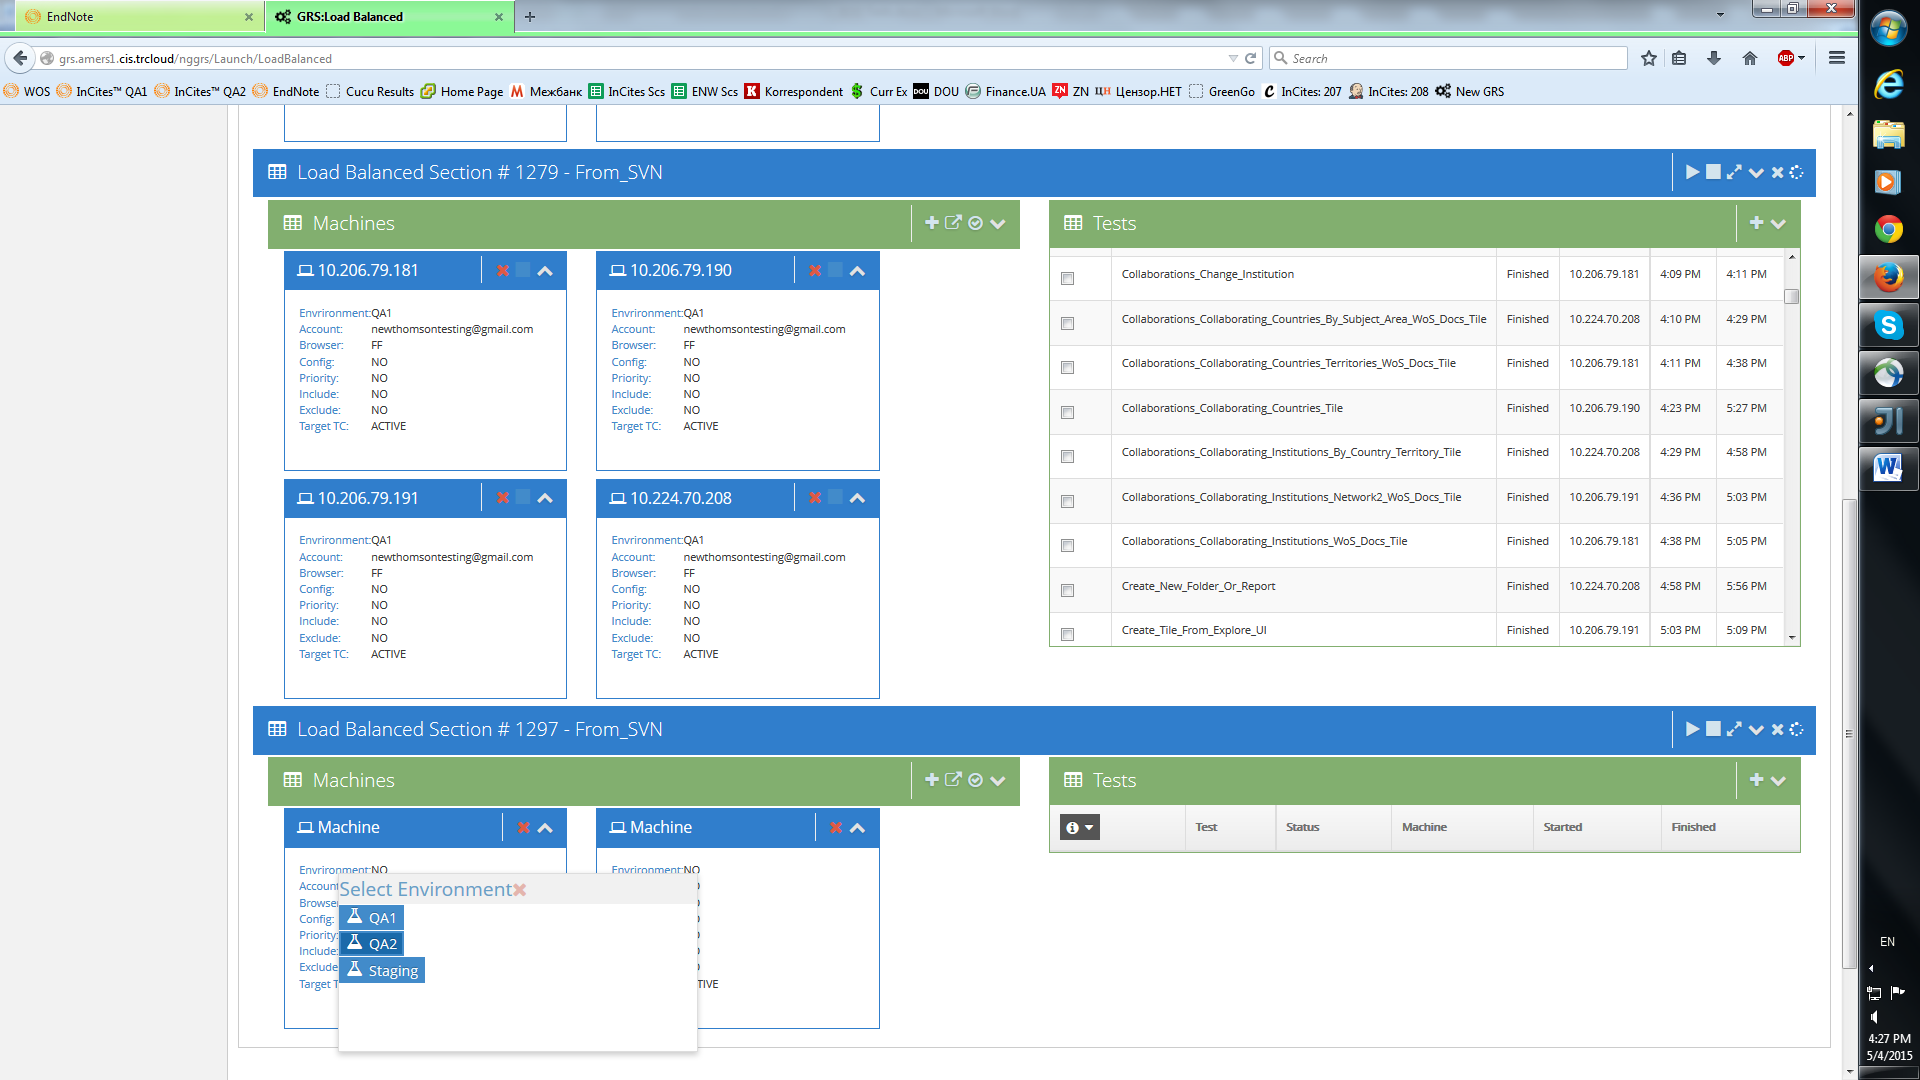 EndNote
GRS:Load Balanced
grs.amers1.cis.trcloud/nggrs/Launch/LoadBalanced
Search
ABP
WOS InCites™ QA1 InCites™ QA2 EndNote Cucu Results Home Page Межбанк InCites Scs ENW Scs Korrespondent Curr Ex DOU Finance.UA ZN Цензор.НЕТ GreenGo InCites: 207 InCites: 208 New GRS
Load Balanced Section # 1279 - From_SVN
Machines
10.206.79.181
Environment:QA1
Account: newthomsontesting@gmail.com
Browser: FF
Config: NO
Priority: NO
Include: NO
Exclude: NO
Target TC: ACTIVE
10.206.79.190
Environment:QA1
Account: newthomsontesting@gmail.com
Browser: FF
Config: NO
Priority: NO
Include: NO
Exclude: NO
Target TC: ACTIVE
10.206.79.191
Environment:QA1
Account: newthomsontesting@gmail.com
Browser: FF
Config: NO
Priority: NO
Include: NO
Exclude: NO
Target TC: ACTIVE
10.224.70.208
Environment:QA1
Account: newthomsontesting@gmail.com
Browser: FF
Config: NO
Priority: NO
Include: NO
Exclude: NO
Target TC: ACTIVE
Tests
Collaborations_Change_Institution Finished 10.206.79.181 4:09 PM 4:11 PM
Collaborations_Collaborating_Countries_By_Subject_Area_WoS_Docs_Tile Finished 10.224.70.208 4:10 PM 4:29 PM
Collaborations_Collaborating_Countries_Territories_WoS_Docs_Tile Finished 10.206.79.181 4:11 PM 4:38 PM
Collaborations_Collaborating_Countries_Tile Finished 10.206.79.190 4:23 PM 5:27 PM
Collaborations_Collaborating_Institutions_By_Country_Territory_Tile Finished 10.224.70.208 4:29 PM 4:58 PM
Collaborations_Collaborating_Institutions_Network2_WoS_Docs_Tile Finished 10.206.79.191 4:36 PM 5:03 PM
Collaborations_Collaborating_Institutions_WoS_Docs_Tile Finished 10.206.79.181 4:38 PM 5:05 PM
Create_New_Folder_Or_Report Finished 10.224.70.208 4:58 PM 5:56 PM
Create_Tile_From_Explore_UI Finished 10.206.79.191 5:03 PM 5:09 PM
Load Balanced Section # 1297 - From_SVN
Machines
Machine
Environment:NO
Accoun
Browse
Config:
Priority:
Include:
Exclude
Target T
Machine
Environment:NO
TIVE
Select Environment
QA1
QA2
Staging
Tests
Test Status Machine Started Finished
EN
4:27 PM
5/4/2015